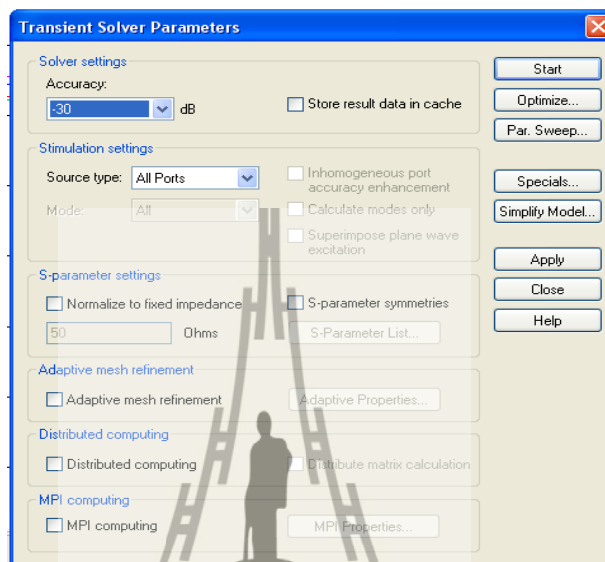 Transient Solver Parameters
Solver settings
Accuracy:
-30 dB
Store result data in cache
Stimulation settings
Source type: All Ports
Inhomogeneous port
accuracy enhancement
Mode: All
Calculate modes only
Superimpose plane wave
excitation
S-parameter settings
Normalize to fixed impedance
S-parameter symmetries
50 Ohms
S-Parameter List...
Adaptive mesh refinement
Adaptive mesh refinement
Adaptive Properties...
Distributed computing
Distributed computing
Distribute matrix calculation
MPI computing
MPI computing
MPI Properties...
Start
Optimize...
Par. Sweep...
Specials...
Simplify Model...
Apply
Close
Help